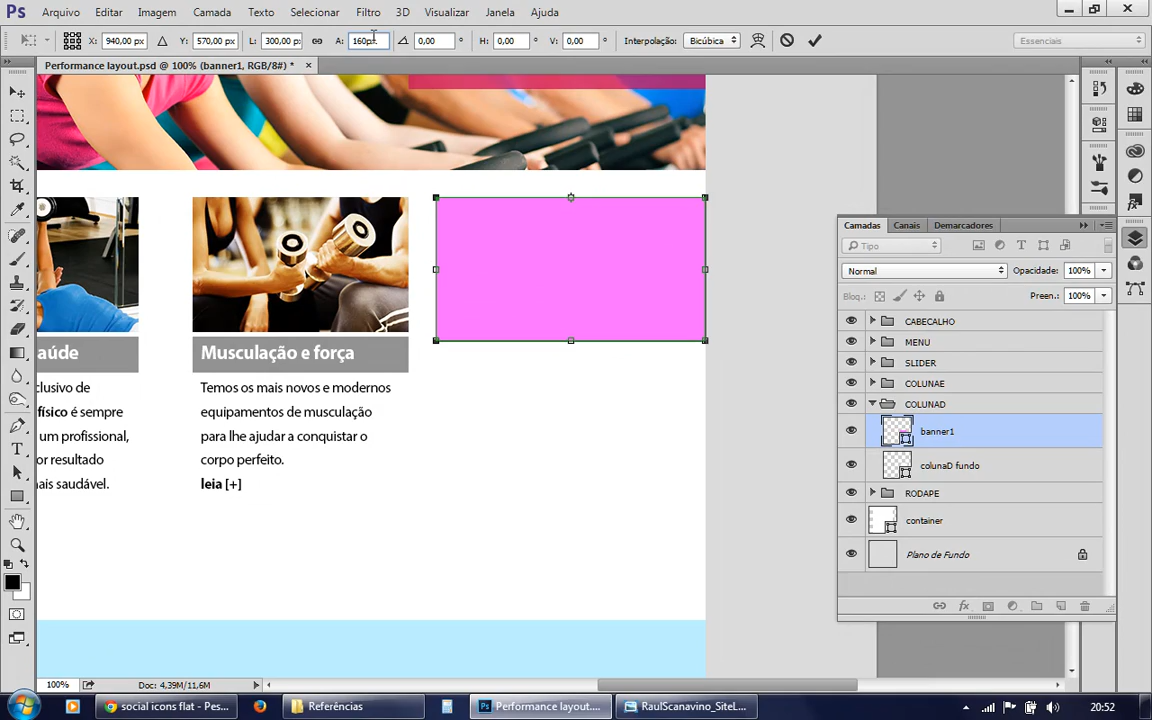 Ps Arquivo Editar Imagem Camada Texto Selecionar Filtro 3D Visualizar Janela Ajuda
X: 940,00 px Y: 570,00 px L: 300,00 p: A: 160px 0,00 ° H: 0,00 ° V: 0,00 ° Interpolação: Bicúbica Essenciais
Performance layout.psd @ 100% (banner1, RGB/8#) * ×
aúde
Musculação e força
clusivo de
físico é sempre
um profissional,
or resultado
nais saudável.
Temos os mais novos e modernos
equipamentos de musculação
para lhe ajudar a conquistar o
corpo perfeito.
leia [+]
Camadas Canais Demarcadores
Tipo
Normal Opacidade: 100%
Bloq.: Preen.: 100%
CABECALHO
MENU
SLIDER
COLUNAE
COLUNAD
banner1
colunaD fundo
RODAPE
container
Plano de Fundo
100% Doc: 4,39M/11,6M
social icons flat - Pes... Referências Performance layout.... RaulScanavino_SiteL... 20:52